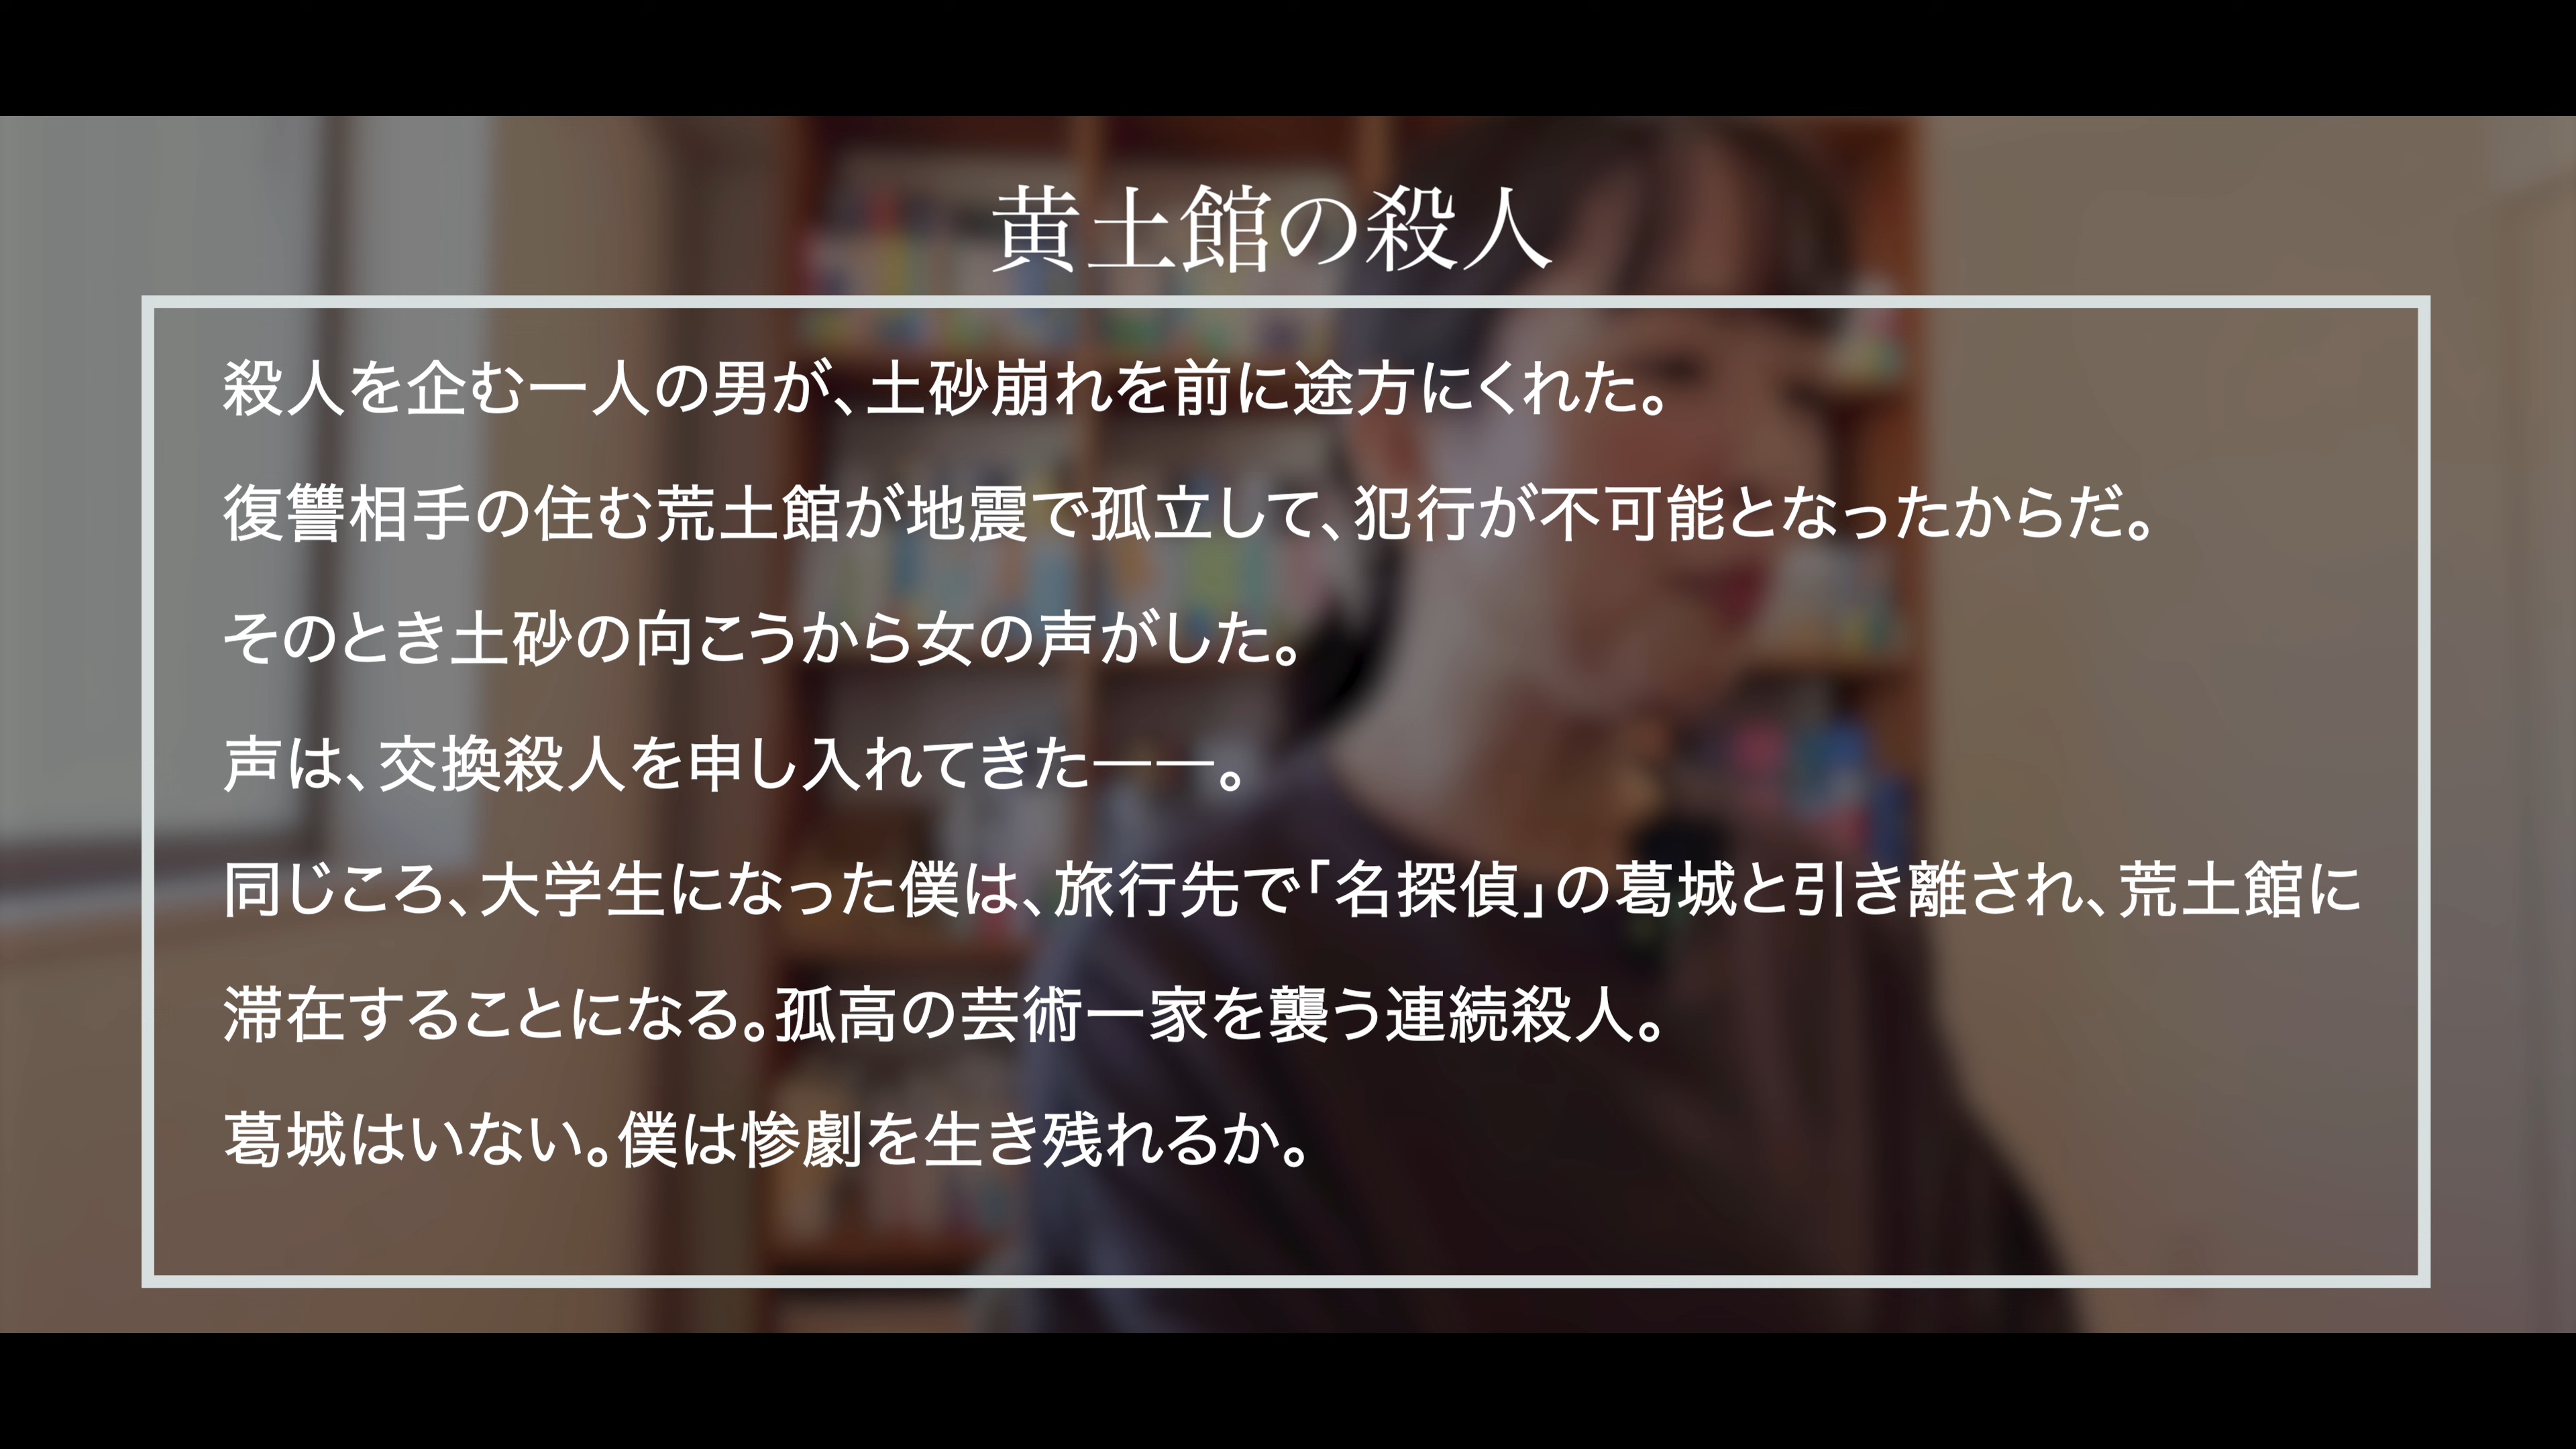 黄土館の殺人
殺人を企む一人の男が、土砂崩れを前に途方にくれた。
復讐相手の住む荒土館が地震で孤立して、犯行が不可能となったからだ。
そのとき土砂の向こうから女の声がした。
声は、交換殺人を申し入れてきた――。
同じころ、大学生になった僕は、旅行先で「名探偵」の葛城と引き離され、荒土館に
滞在することになる。孤高の芸術一家を襲う連続殺人。
葛城はいない。僕は惨劇を生き残れるか。